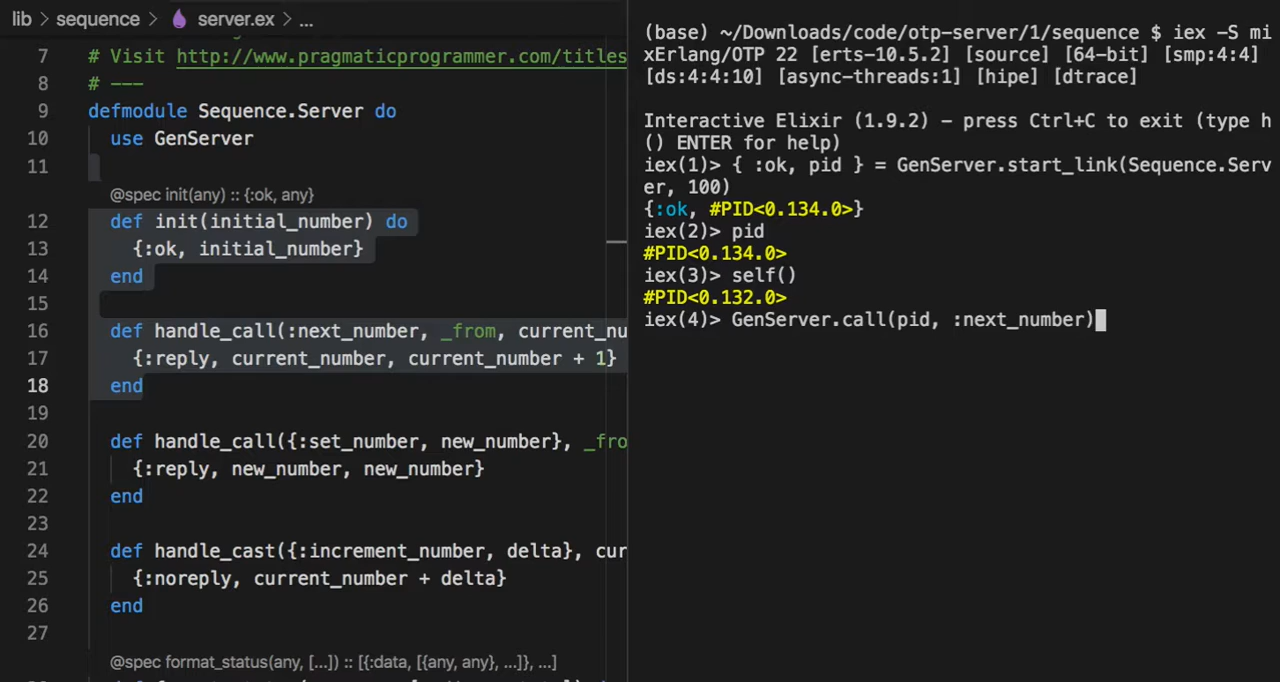 lib > sequence > server.ex > ...
7 # Visit http://www.pragmaticprogrammer.com/titles
8 # ---
9 defmodule Sequence.Server do
10 use GenServer
11
@spec init(any) :: {:ok, any}
12 def init(initial_number) do
13 {:ok, initial_number}
14 end
15
16 def handle_call(:next_number, _from, current_nu
17 {:reply, current_number, current_number + 1}
18 end
19
20 def handle_call({:set_number, new_number}, _fro
21 {:reply, new_number, new_number}
22 end
23
24 def handle_cast({:increment_number, delta}, cur
25 {:noreply, current_number + delta}
26 end
27
@spec format_status(any, [...]) :: [{:data, [{any, any}, ...]}, ...]
(base) ~/Downloads/code/otp-server/1/sequence $ iex -S mi
xErlang/OTP 22 [erts-10.5.2] [source] [64-bit] [smp:4:4]
[ds:4:4:10] [async-threads:1] [hipe] [dtrace]
Interactive Elixir (1.9.2) - press Ctrl+C to exit (type h
() ENTER for help)
iex(1)> { :ok, pid } = GenServer.start_link(Sequence.Serv
er, 100)
{:ok, #PID<0.134.0>}
iex(2)> pid
#PID<0.134.0>
iex(3)> self()
#PID<0.132.0>
iex(4)> GenServer.call(pid, :next_number)